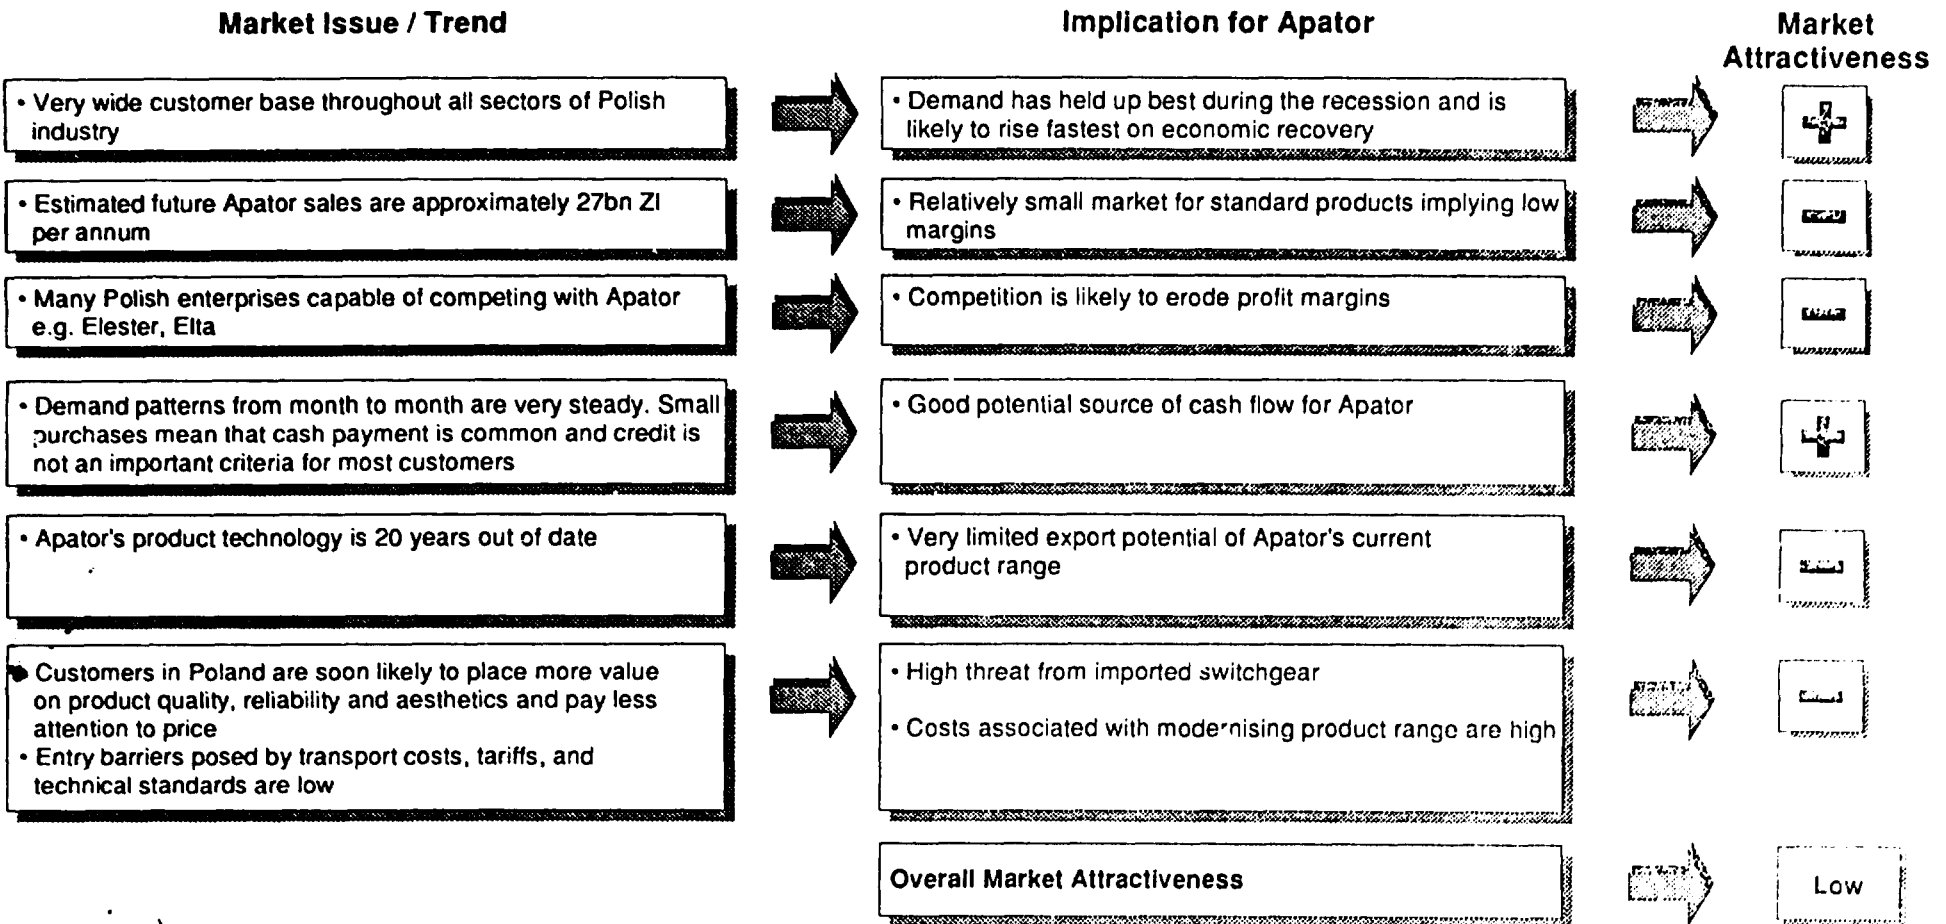 Market Issue / Trend
Implication for Apator
Market
Attractiveness
• Very wide customer base throughout all sectors of Polish
industry
• Demand has held up best during the recession and is
likely to rise fastest on economic recovery
+
• Estimated future Apator sales are approximately 27bn Zl
per annum
• Relatively small market for standard products implying low
margins
-
• Many Polish enterprises capable of competing with Apator
e.g. Elester, Elta
• Competition is likely to erode profit margins
-
• Demand patterns from month to month are very steady. Small
purchases mean that cash payment is common and credit is
not an important criteria for most customers
• Good potential source of cash flow for Apator
+
• Apator's product technology is 20 years out of date
• Very limited export potential of Apator's current
product range
-
• Customers in Poland are soon likely to place more value
on product quality, reliability and aesthetics and pay less
attention to price
• Entry barriers posed by transport costs, tariffs, and
technical standards are low
• High threat from imported switchgear
• Costs associated with modernising product range are high
-
Overall Market Attractiveness
Low